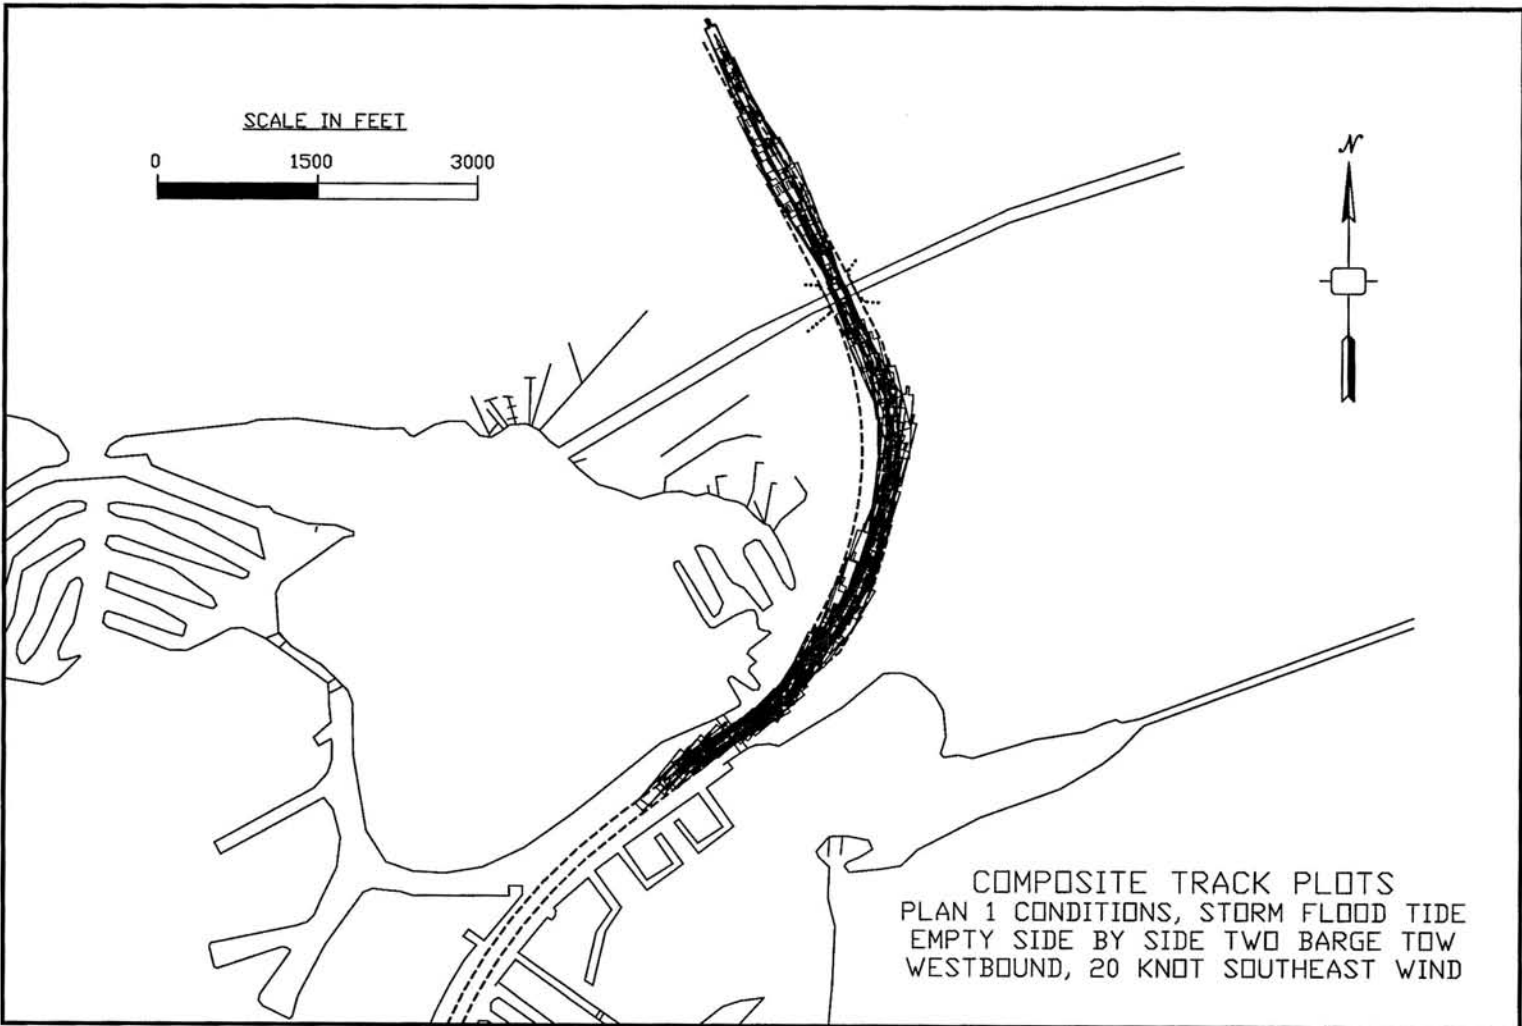 SCALE IN FEET
0 1500 3000
N
COMPOSITE TRACK PLOTS
PLAN 1 CONDITIONS, STORM FLOOD TIDE
EMPTY SIDE BY SIDE TWO BARGE TOW
WESTBOUND, 20 KNOT SOUTHEAST WIND